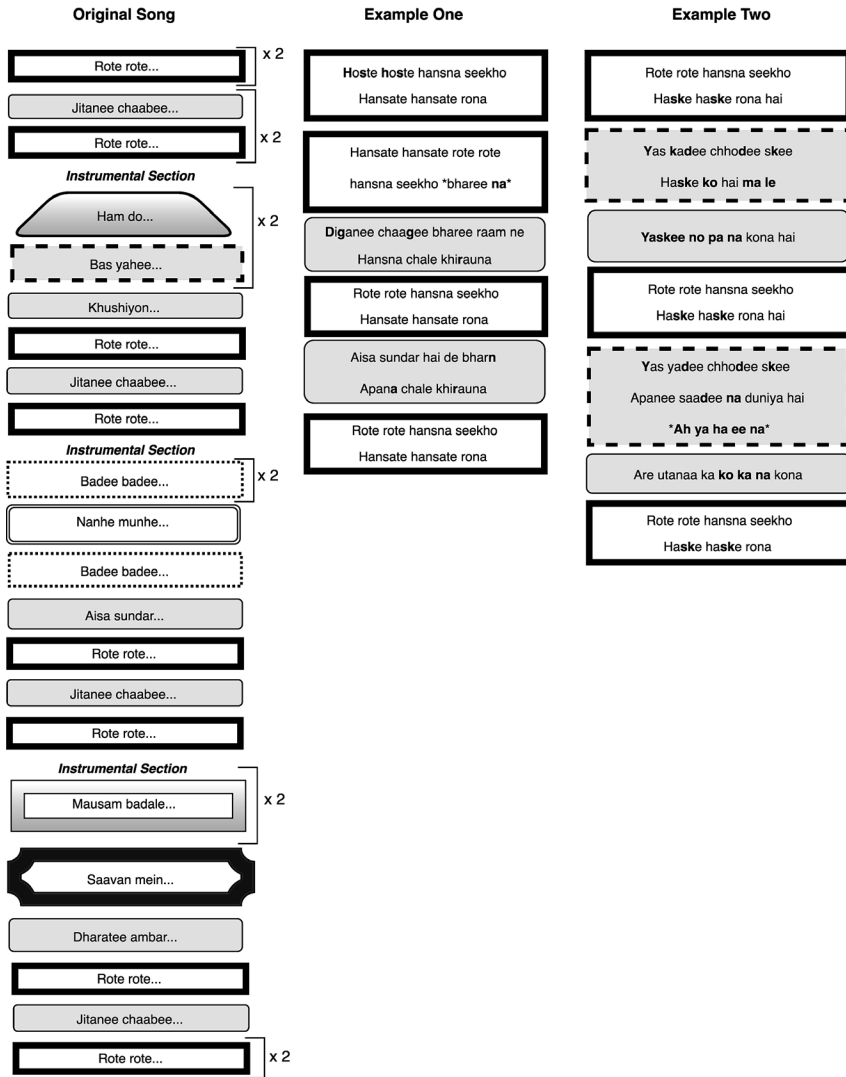 Original Song
Rote rote...
x 2
Jitanee chaabee...
Rote rote...
x 2
Instrumental Section
Ham do...
Bas yahee...
x 2
Khushiyon...
Rote rote...
Jitanee chaabee...
Rote rote...
Instrumental Section
Badee badee...
x 2
Nanhe munhe...
Badee badee...
Aisa sundar...
Rote rote...
Jitanee chaabee...
Rote rote...
Instrumental Section
Mausam badale...
x 2
Saavan mein...
Dharatee ambar...
Rote rote...
Jitanee chaabee...
Rote rote...
x 2
Example One
Hoste hoste hansna seekho
Hansate hansate rona
Hansate hansate rote rote
hansna seekho *bharee na*
Diganee chaagee bharee raam ne
Hansna chale khirauna
Rote rote hansna seekho
Hansate hansate rona
Aisa sundar hai de bharn
Apana chale khirauna
Rote rote hansna seekho
Hansate hansate rona
Example Two
Rote rote hansna seekho
Haske haske rona hai
Yas kadee chhodee skee
Haske ko hai ma le
Yaskee no pa na kona hai
Rote rote hansna seekho
Haske haske rona hai
Yas yadee chhodee skee
Apanee saadee na duniya hai
*Ah ya ha ee na*
Are utanaa ka ko ka na kona
Rote rote hansna seekho
Haske haske rona